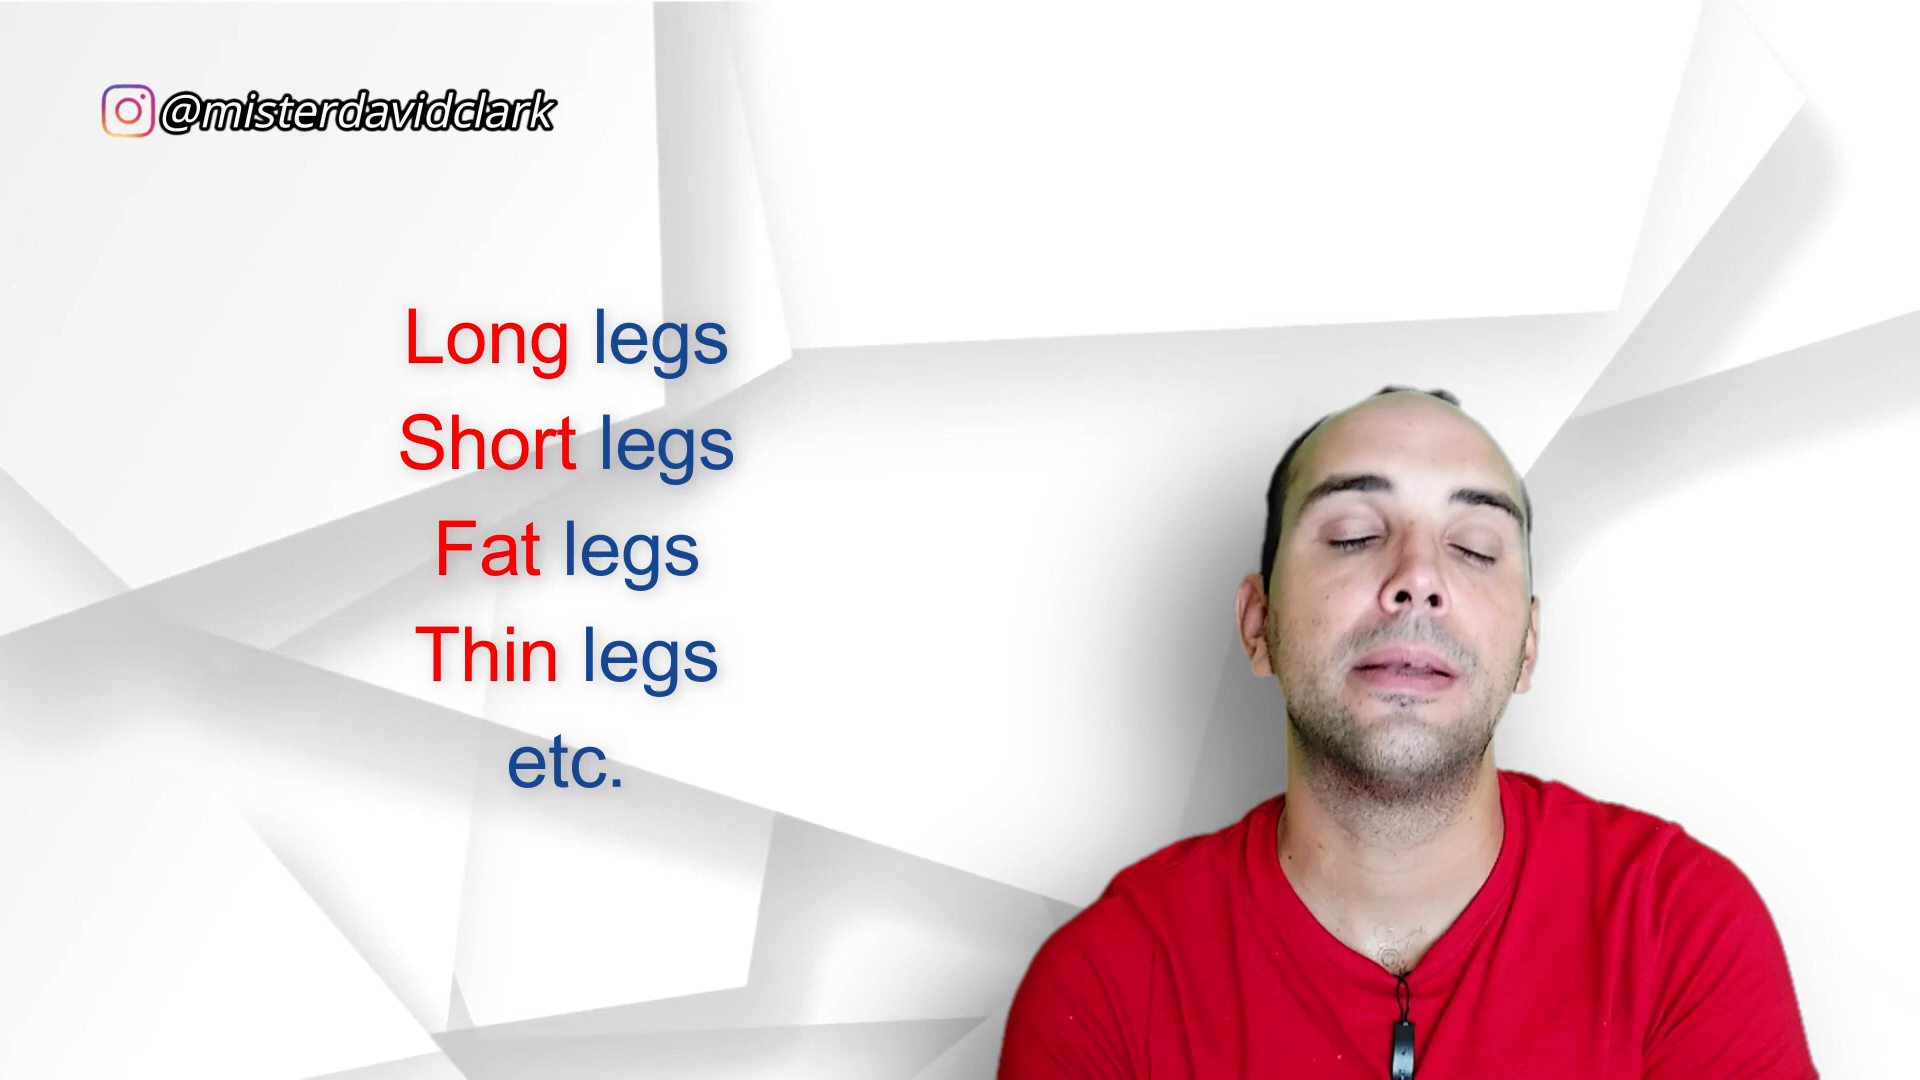 @misterdavidclark
Long legs
Short legs
Fat legs
Thin legs
etc.